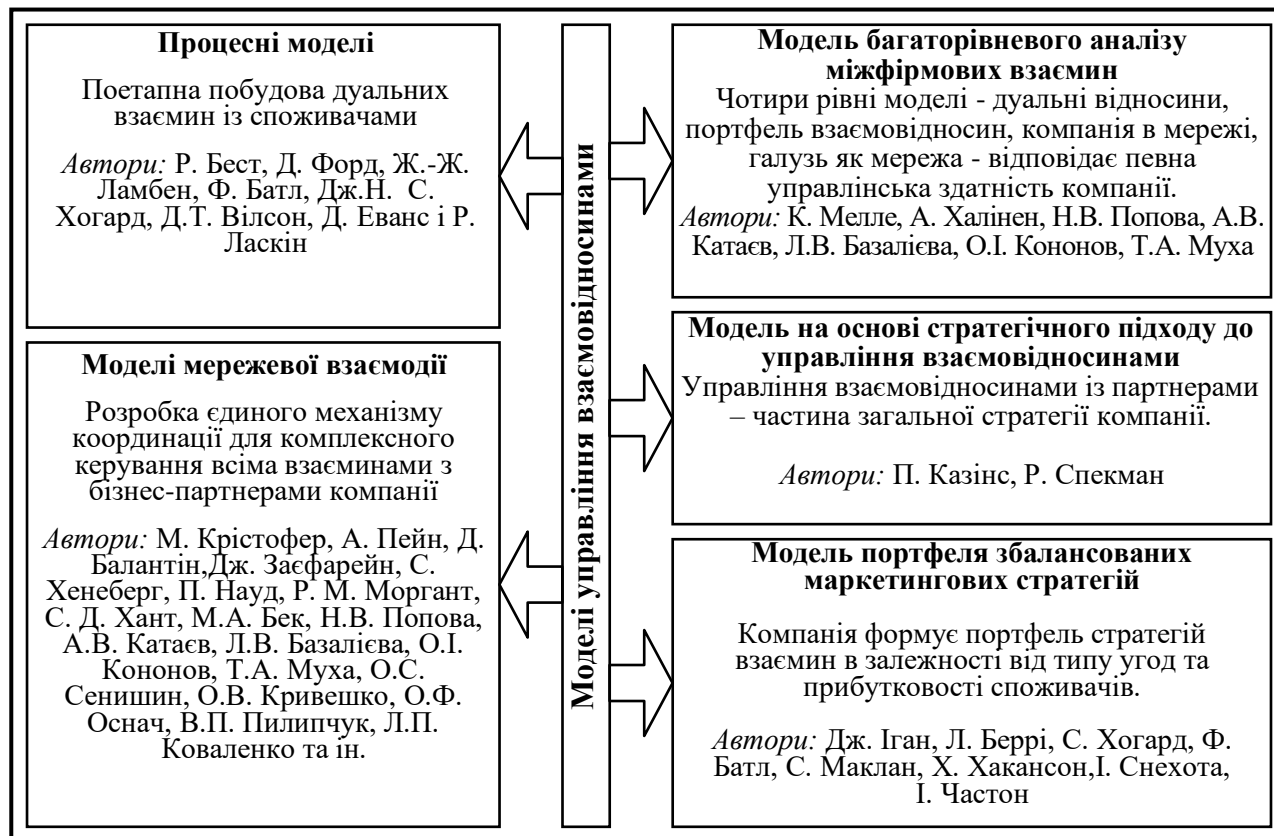 Процесні моделі
Поетапна побудова дуальних
взаємин із споживачами
Автори: Р. Бест, Д. Форд, Ж.-Ж.
Ламбен, Ф. Батл, Дж.Н. С.
Хогард, Д.Т. Вілсон, Д. Еванс і Р.
Ласкін
Моделі мережевої взаємодії
Розробка єдиного механізму
координації для комплексного
керування всіма взаєминами з
бізнес-партнерами компанії
Автори: М. Крістофер, А. Пейн, Д.
Балантін,Дж. Заєфарейн, С.
Хенеберг, П. Науд, Р. М. Моргант,
С. Д. Хант, М.А. Бек, Н.В. Попова,
А.В. Катаєв, Л.В. Базалієва, О.І.
Кононов, Т.А. Муха, О.С.
Сенишин, О.В. Кривешко, О.Ф.
Оснач, В.П. Пилипчук, Л.П.
Коваленко та ін.
Моделі управління взаємовідносинами
Модель багаторівневого аналізу
міжфірмових взаємин
Чотири рівні моделі - дуальні відносини,
портфель взаємовідносин, компанія в мережі,
галузь як мережа - відповідає певна
управлінська здатність компанії.
Автори: К. Мелле, А. Халінен, Н.В. Попова, А.В.
Катаєв, Л.В. Базалієва, О.І. Кононов, Т.А. Муха
Модель на основі стратегічного підходу до
управління взаємовідносинами
Управління взаємовідносинами із партнерами
– частина загальної стратегії компанії.
Автори: П. Казінс, Р. Спекман
Модель портфеля збалансованих
маркетингових стратегій
Компанія формує портфель стратегій
взаємин в залежності від типу угод та
прибутковості споживачів.
Автори: Дж. Іган, Л. Беррі, С. Хогард, Ф.
Батл, С. Маклан, Х. Хакансон,І. Снехота,
І. Частон